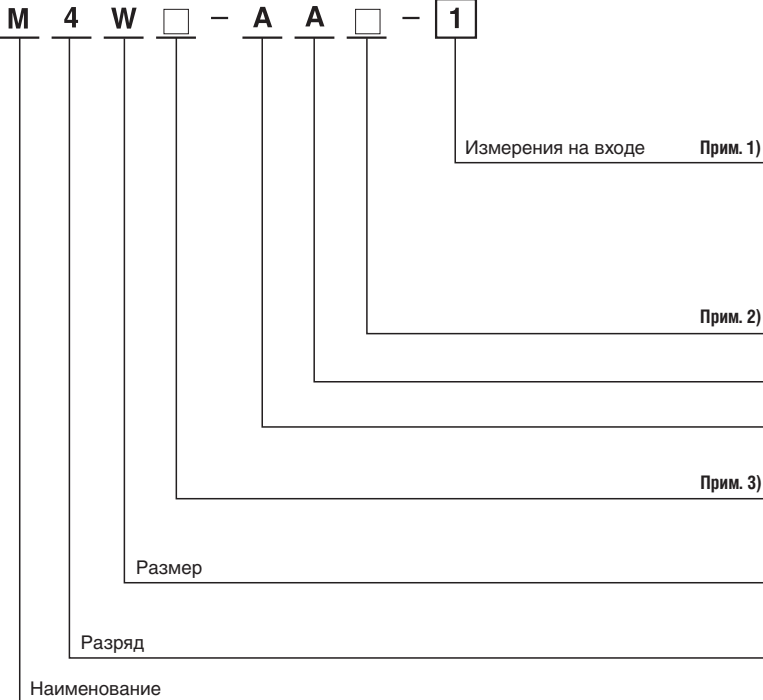 M 4 W □ – A A □ – 1
Измерения на входе Прим. 1)
Прим. 2)
Прим. 3)
Размер
Разряд
Наименование